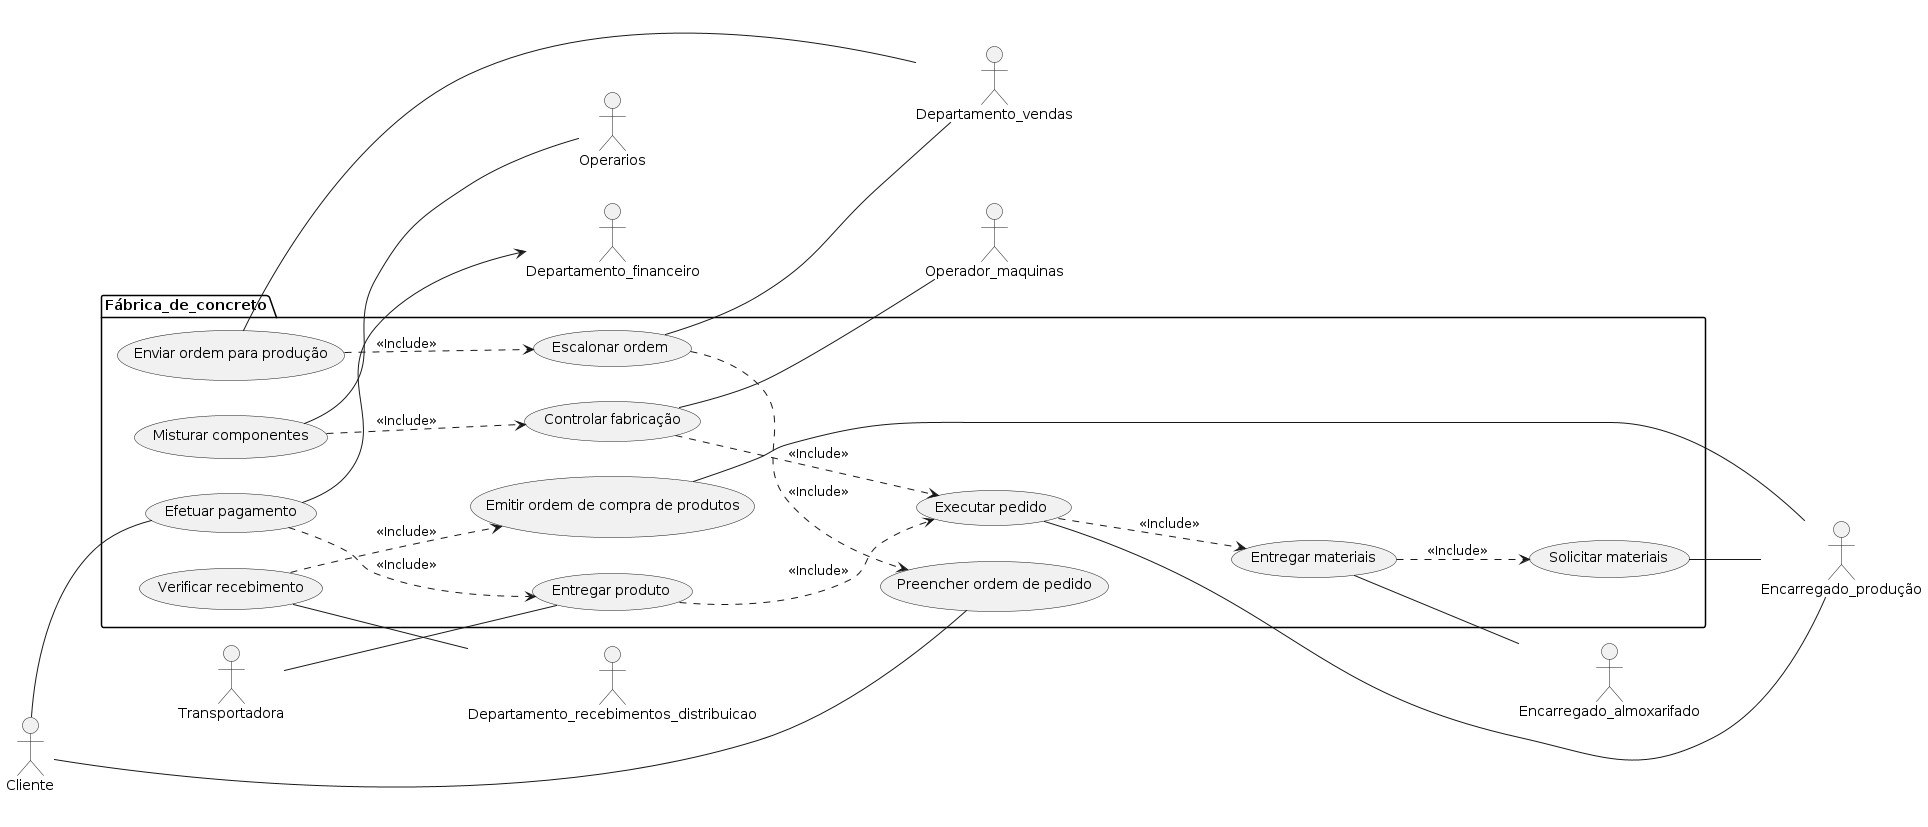 Departamento_vendas
Operarios
Departamento_financeiro
Operador_maquinas
Fábrica_de_concreto
Enviar ordem para produção
«Include»
Escalonar ordem
Misturar componentes
«Include»
Controlar fabricação
«Include»
Efetuar pagamento
«Include»
Emitir ordem de compra de produtos
«Include»
Executar pedido
«Include»
Verificar recebimento
«Include»
Entregar produto
«Include»
Preencher ordem de pedido
Entregar materiais
«Include»
Solicitar materiais
Encarregado_produção
Transportadora
Departamento_recebimentos_distribuicao
Encarregado_almoxarifado
Cliente